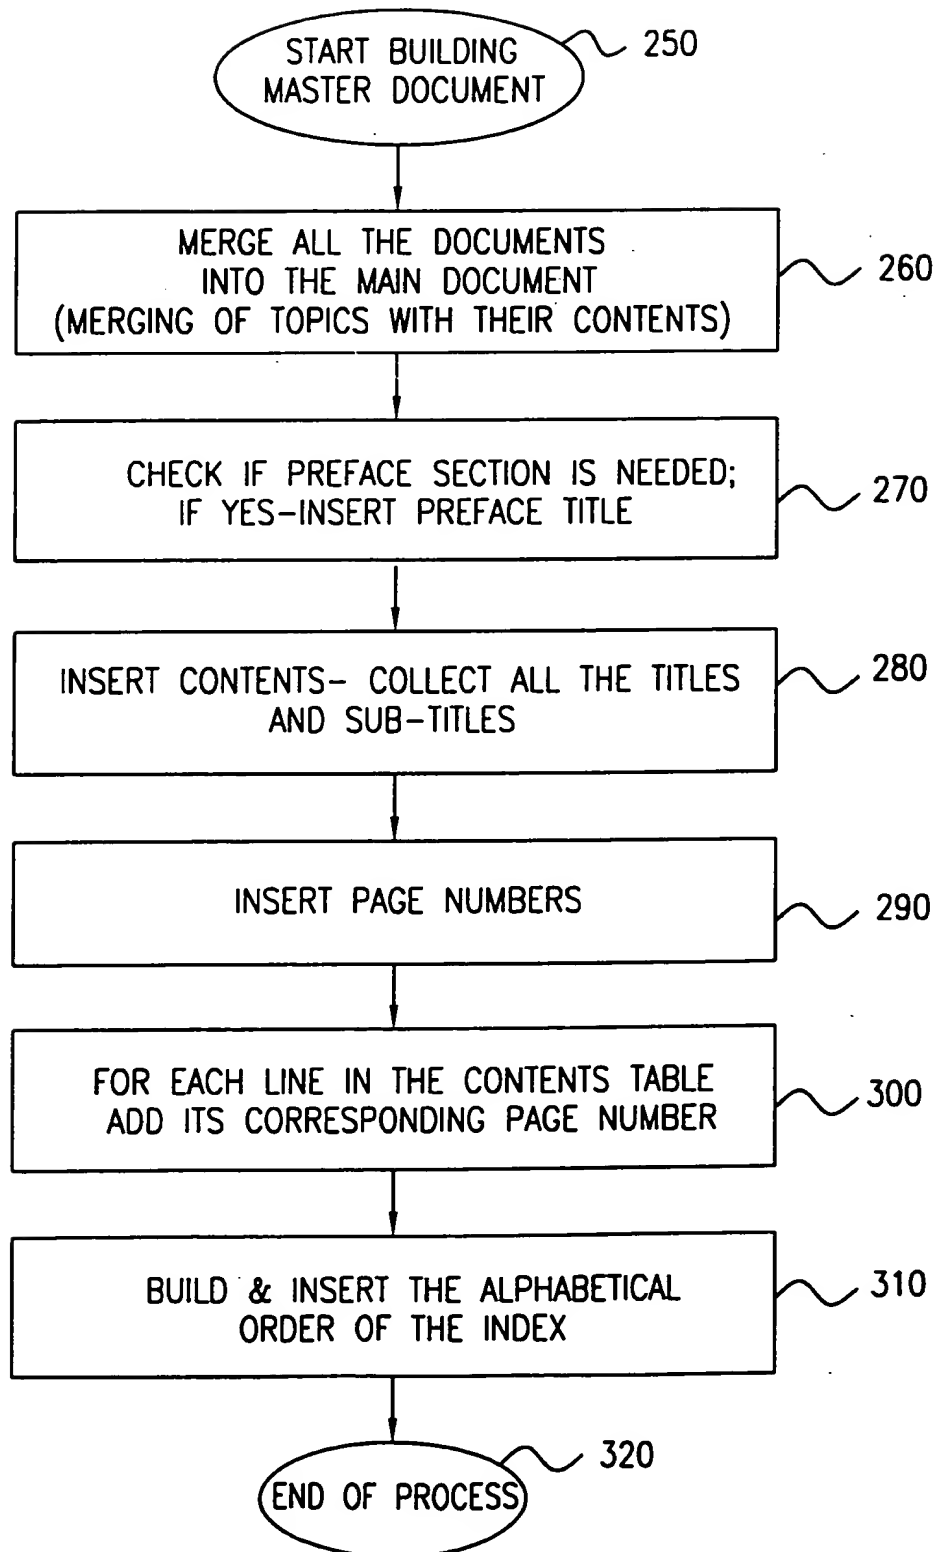 START BUILDING
MASTER DOCUMENT
250
MERGE ALL THE DOCUMENTS
INTO THE MAIN DOCUMENT
(MERGING OF TOPICS WITH THEIR CONTENTS)
260
CHECK IF PREFACE SECTION IS NEEDED;
IF YES-INSERT PREFACE TITLE
270
INSERT CONTENTS- COLLECT ALL THE TITLES
AND SUB-TITLES
280
INSERT PAGE NUMBERS
290
FOR EACH LINE IN THE CONTENTS TABLE
ADD ITS CORRESPONDING PAGE NUMBER
300
BUILD & INSERT THE ALPHABETICAL
ORDER OF THE INDEX
310
END OF PROCESS
320